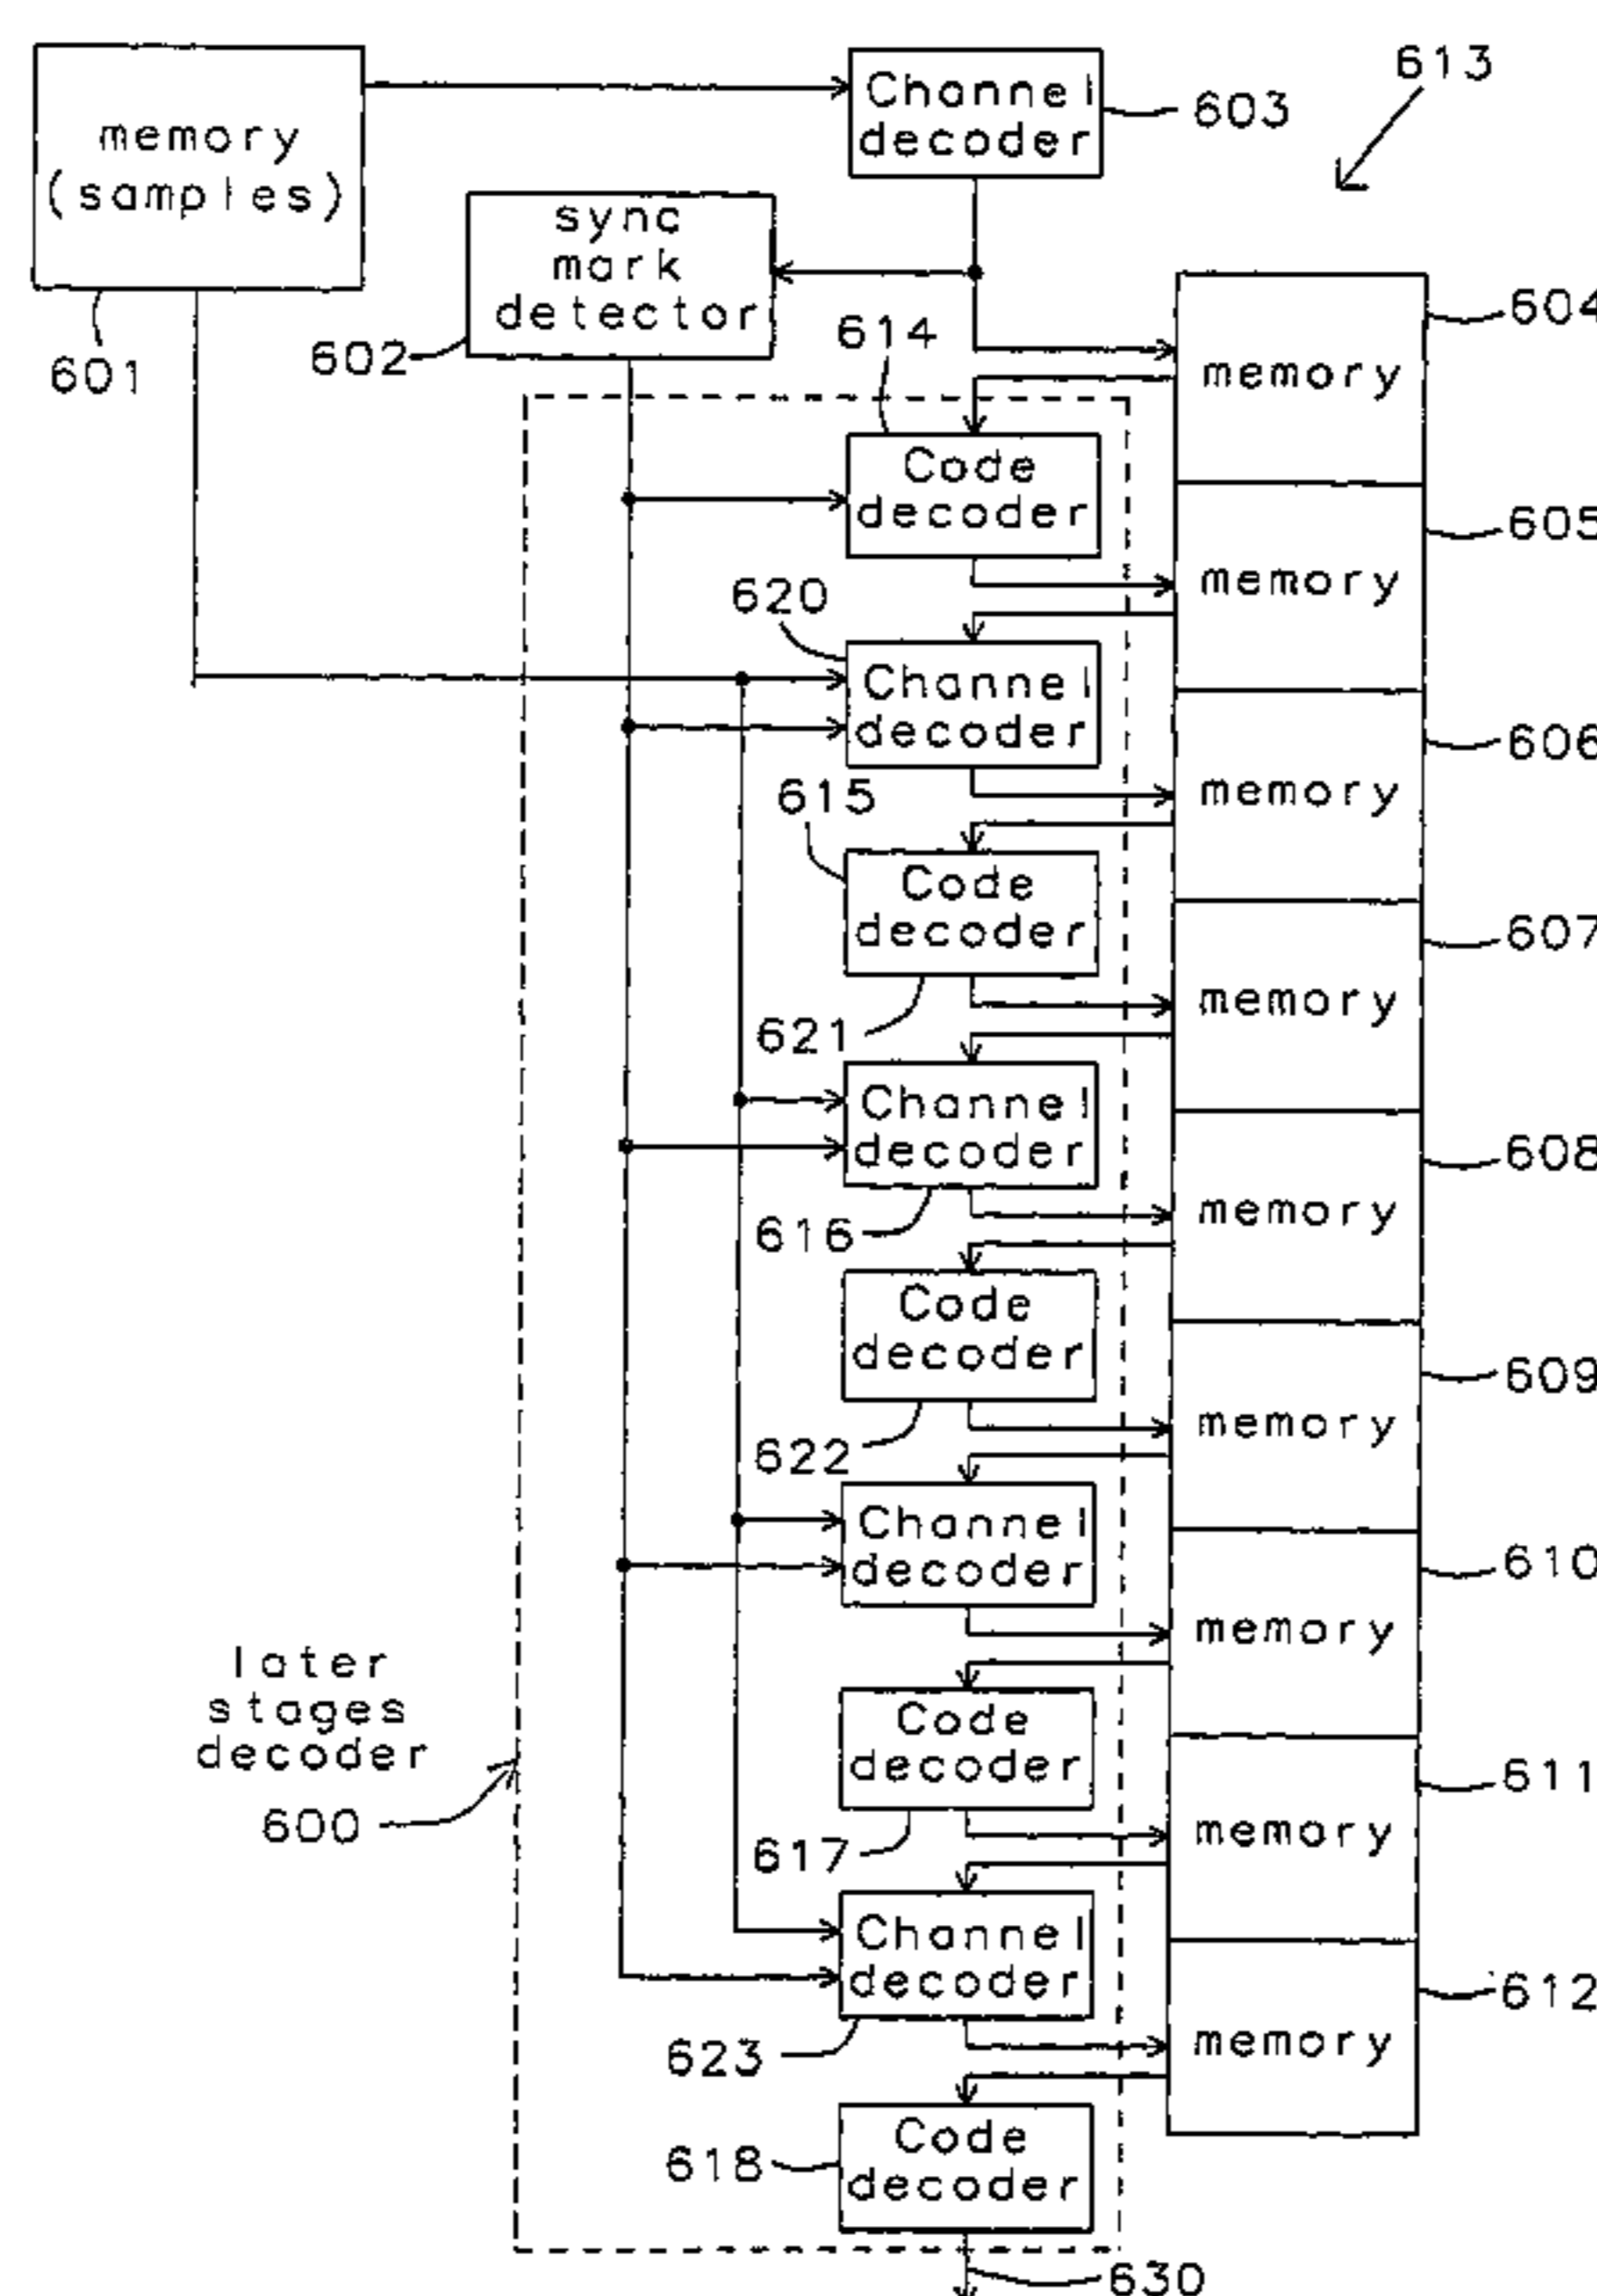 memory
(samples)
601
Channel
decoder
603
613
sync
mark
detector
602
604
memory
614
Code
decoder
605
memory
620
Channel
decoder
606
memory
615
Code
decoder
621
607
memory
Channel
decoder
616
608
memory
Code
decoder
622
609
memory
Channel
decoder
610
memory
later
stages
decoder
600
Code
decoder
617
611
memory
Channel
decoder
623
612
memory
Code
decoder
618
630